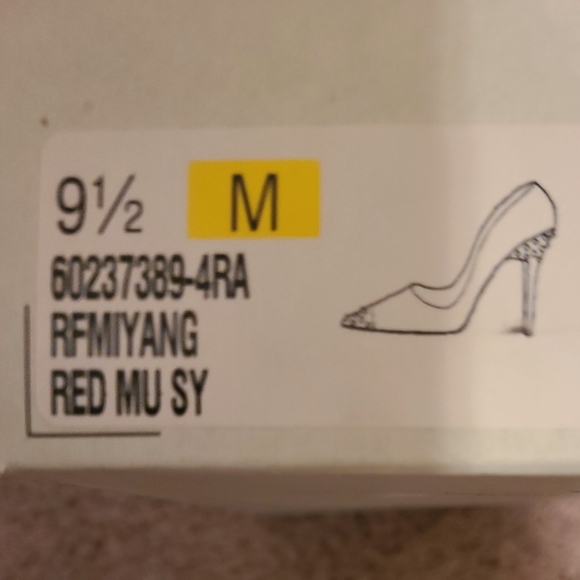 9½ M
60237389-4RA
RFMIYANG
RED MU SY